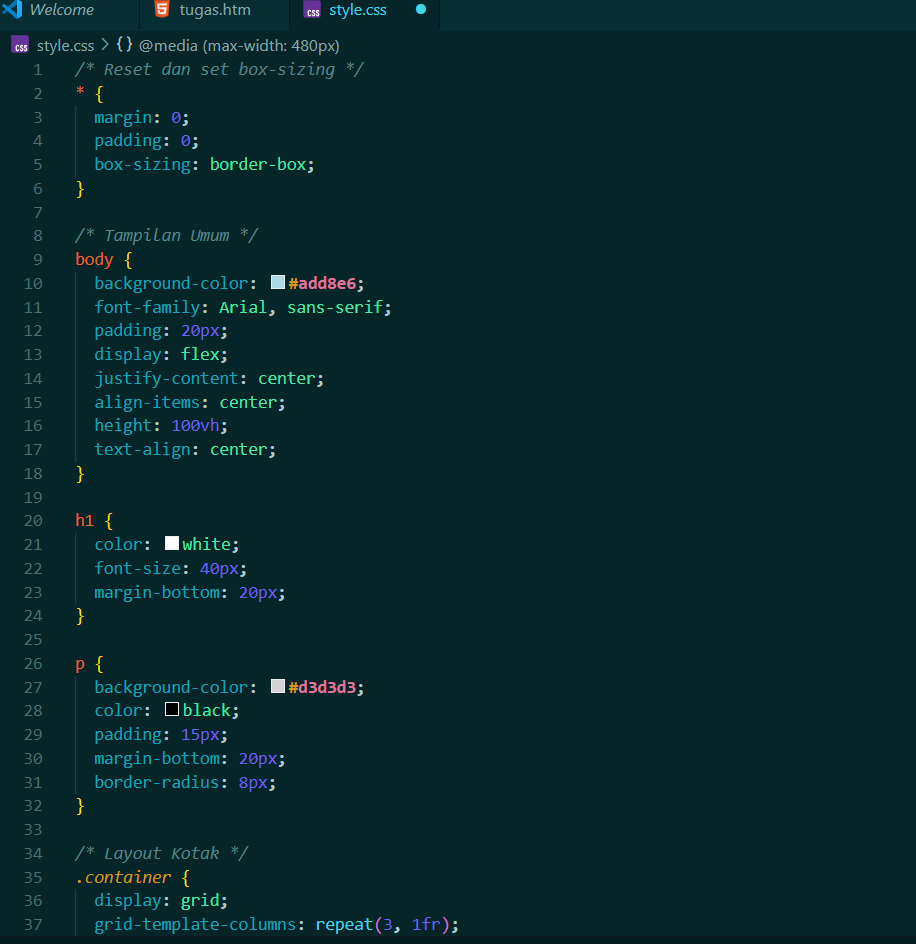 Welcome tugas.htm style.css
style.css > {} @media (max-width: 480px)
1 /* Reset dan set box-sizing */
2 * {
3 margin: 0;
4 padding: 0;
5 box-sizing: border-box;
6 }
7
8 /* Tampilan Umum */
9 body {
10 background-color: #add8e6;
11 font-family: Arial, sans-serif;
12 padding: 20px;
13 display: flex;
14 justify-content: center;
15 align-items: center;
16 height: 100vh;
17 text-align: center;
18 }
19
20 h1 {
21 color: white;
22 font-size: 40px;
23 margin-bottom: 20px;
24 }
25
26 p {
27 background-color: #d3d3d3;
28 color: black;
29 padding: 15px;
30 margin-bottom: 20px;
31 border-radius: 8px;
32 }
33
34 /* Layout Kotak */
35 .container {
36 display: grid;
37 grid-template-columns: repeat(3, 1fr);